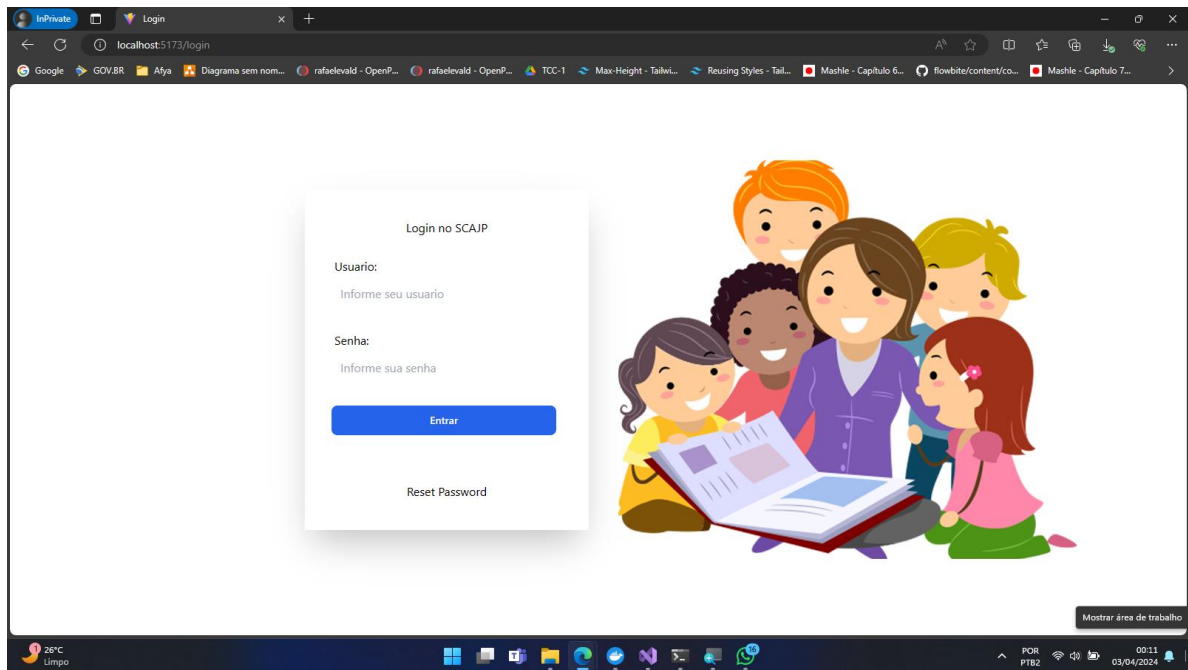 InPrivate
Login
localhost:5173/login
Google
GOV.BR
Afya
Diagrama sem nom...
rafaelevald - OpenP...
rafaelevald - OpenP...
TCC-1
Max-Height - Tailwi...
Reusing Styles - Tail...
Mashle - Capítulo 6...
flowbite/content/co...
Mashle - Capítulo 7...
Login no SCAJP
Usuario:
Informe seu usuario
Senha:
Informe sua senha
Entrar
Reset Password
Mostrar área de trabalho
1
26°C
Limpo
16
POR
PTB2
00:11
03/04/2024